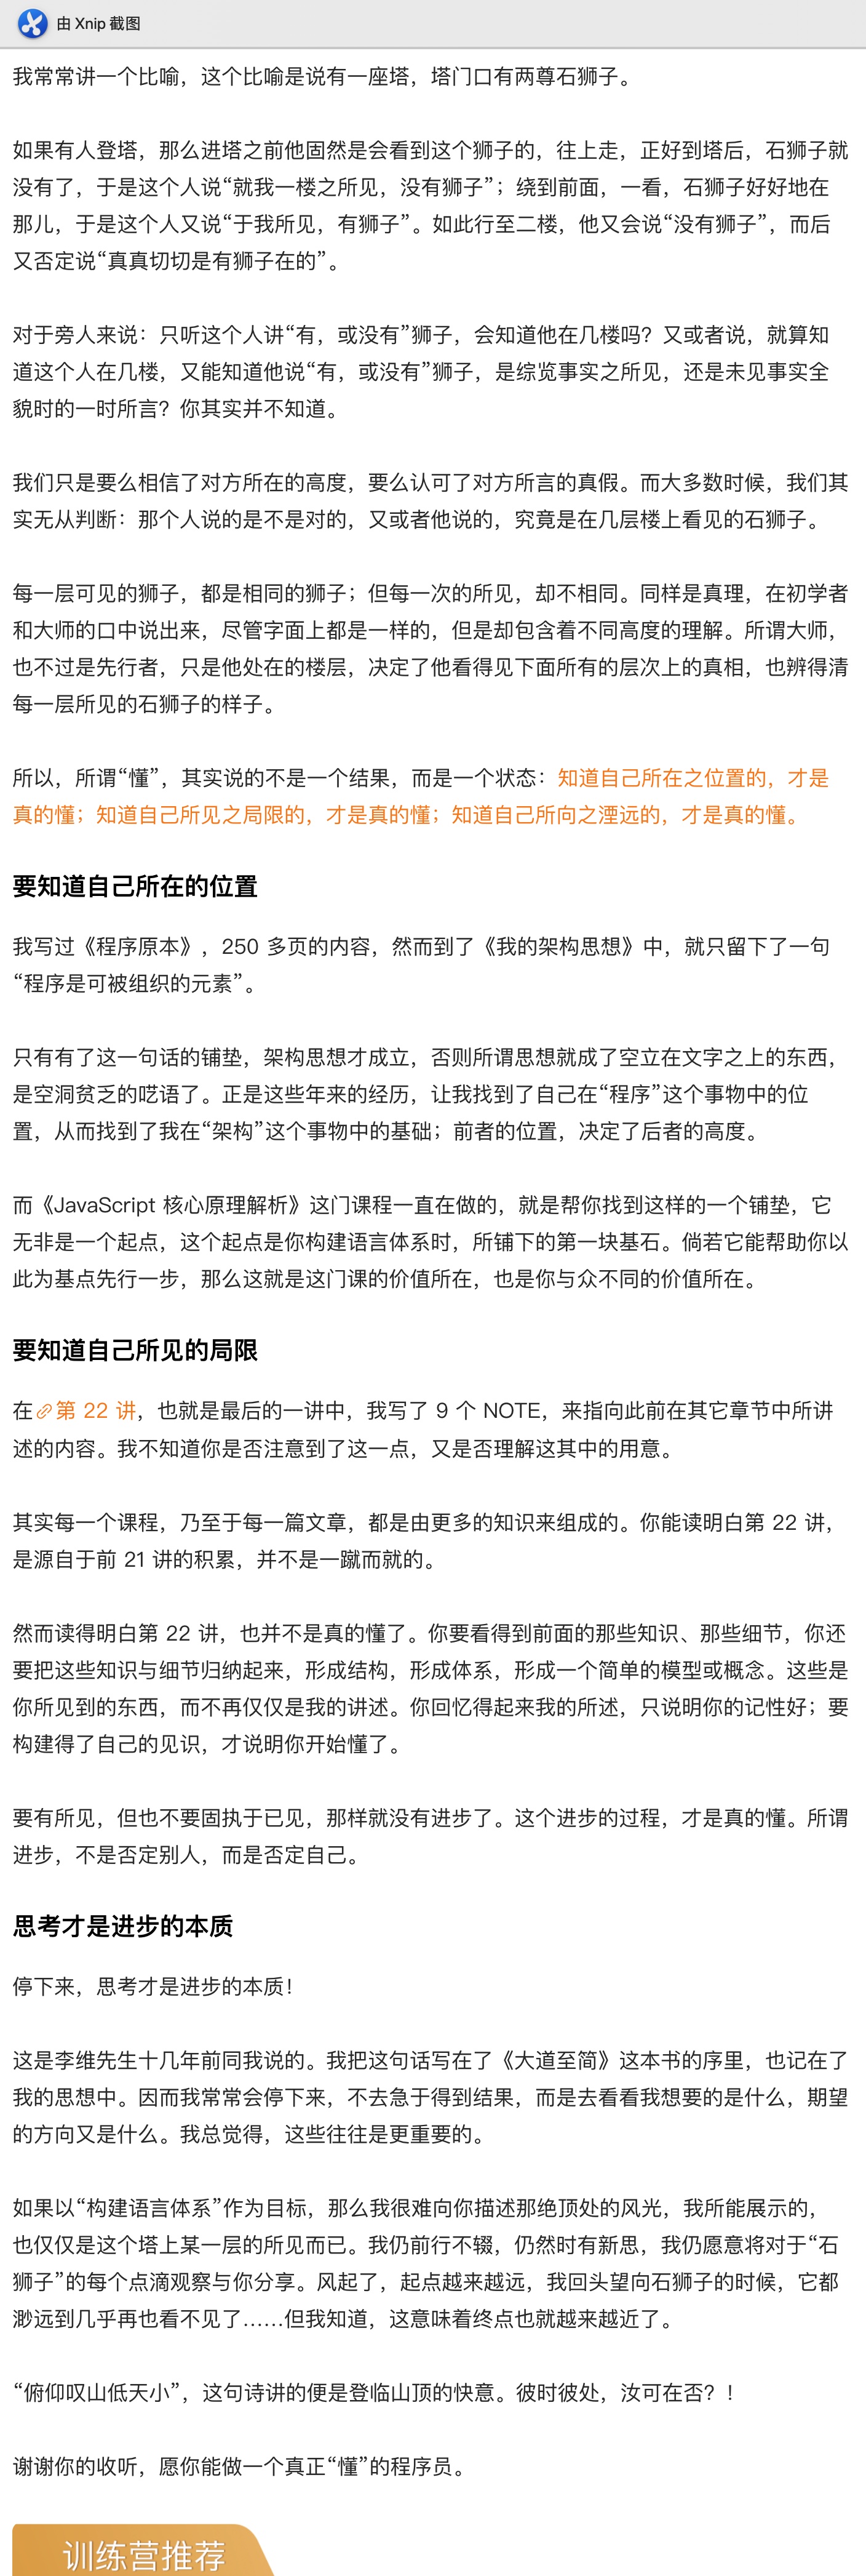 由 Xnip 截图
我常常讲一个比喻，这个比喻是说有一座塔，塔门口有两尊石狮子。
如果有人登塔，那么进塔之前他固然是会看到这个狮子的，往上走，正好到塔后，石狮子就
没有了，于是这个人说“就我一楼之所见，没有狮子”；绕到前面，一看，石狮子好好地在
那儿，于是这个人又说“于我所见，有狮子”。如此行至二楼，他又会说“没有狮子”，而后
又否定说“真真切切是有狮子在的”。
对于旁人来说：只听这个人讲“有，或没有”狮子，会知道他在几楼吗？又或者说，就算知
道这个人在几楼，又能知道他说“有，或没有”狮子，是综览事实之所见，还是未见事实全
貌时的一时所言？你其实并不知道。
我们只是要么相信了对方所在的高度，要么认可了对方所言的真假。而大多数时候，我们其
实无从判断：那个人说的是不是对的，又或者他说的，究竟是在几层楼上看见的石狮子。
每一层可见的狮子，都是相同的狮子；但每一次的所见，却不相同。同样是真理，在初学者
和大师的口中说出来，尽管字面上都是一样的，但是却包含着不同高度的理解。所谓大师，
也不过是先行者，只是他处在的楼层，决定了他看得见下面所有的层次上的真相，也辨得清
每一层所见的石狮子的样子。
所以，所谓“懂”，其实说的不是一个结果，而是一个状态：知道自己所在之位置的，才是
真的懂；知道自己所见之局限的，才是真的懂；知道自己所向之湮远的，才是真的懂。
要知道自己所在的位置
我写过《程序原本》，250 多页的内容，然而到了《我的架构思想》中，就只留下了一句
“程序是可被组织的元素”。
只有有了这一句话的铺垫，架构思想才成立，否则所谓思想就成了空立在文字之上的东西，
是空洞贫乏的呓语了。正是这些年来的经历，让我找到了自己在“程序”这个事物中的位
置，从而找到了我在“架构”这个事物中的基础；前者的位置，决定了后者的高度。
而《JavaScript 核心原理解析》这门课程一直在做的，就是帮你找到这样的一个铺垫，它
无非是一个起点，这个起点是你构建语言体系时，所铺下的第一块基石。倘若它能帮助你以
此为基点先行一步，那么这就是这门课的价值所在，也是你与众不同的价值所在。
要知道自己所见的局限
在第 22 讲，也就是最后的一讲中，我写了 9 个 NOTE，来指向此前在其它章节中所讲
述的内容。我不知道你是否注意到了这一点，又是否理解这其中的用意。
其实每一个课程，乃至于每一篇文章，都是由更多的知识来组成的。你能读明白第 22 讲，
是源自于前 21 讲的积累，并不是一蹴而就的。
然而读得明白第 22 讲，也并不是真的懂了。你要看得到前面的那些知识、那些细节，你还
要把这些知识与细节归纳起来，形成结构，形成体系，形成一个简单的模型或概念。这些是
你所见到的东西，而不再仅仅是我的讲述。你回忆得起来我的所述，只说明你的记性好；要
构建得了自己的见识，才说明你开始懂了。
要有所见，但也不要固执于已见，那样就没有进步了。这个进步的过程，才是真的懂。所谓
进步，不是否定别人，而是否定自己。
思考才是进步的本质
停下来，思考才是进步的本质！
这是李维先生十几年前同我说的。我把这句话写在了《大道至简》这本书的序里，也记在了
我的思想中。因而我常常会停下来，不去急于得到结果，而是去看看我想要的是什么，期望
的方向又是什么。我总觉得，这些往往是更重要的。
如果以“构建语言体系”作为目标，那么我很难向你描述那绝顶处的风光，我所能展示的，
也仅仅是这个塔上某一层的所见而已。我仍前行不辍，仍然时有新思，我仍愿意将对于“石
狮子”的每个点滴观察与你分享。风起了，起点越来越远，我回头望向石狮子的时候，它都
渺远到几乎再也看不见了……但我知道，这意味着终点也就越来越近了。
“俯仰叹山低天小”，这句诗讲的便是登临山顶的快意。彼时彼处，汝可在否？！
谢谢你的收听，愿你能做一个真正“懂”的程序员。
训练营推荐